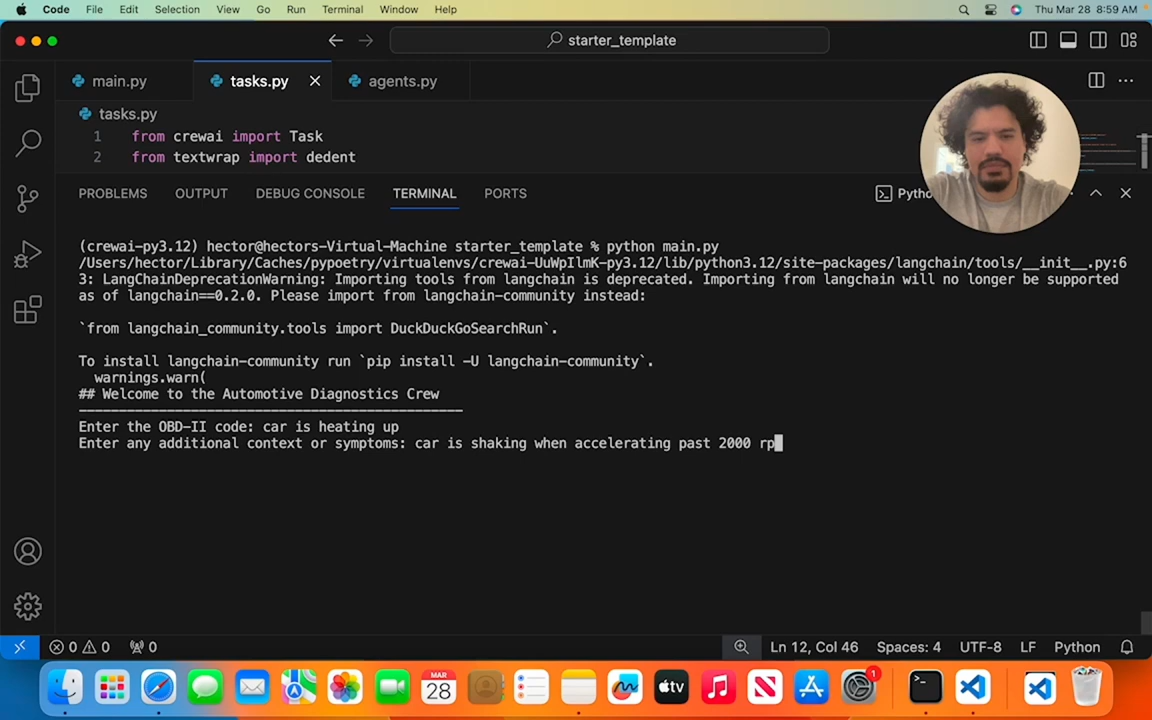 Code File Edit Selection View Go Run Terminal Window Help Thu Mar 28 8:59 AM
starter_template
main.py tasks.py agents.py
tasks.py
1 from crewai import Task
2 from textwrap import dedent
PROBLEMS OUTPUT DEBUG CONSOLE TERMINAL PORTS
(crewai-py3.12) hector@hectors-Virtual-Machine starter_template % python main.py
/Users/hector/Library/Caches/pypoetry/virtualenvs/crewai-UuWpIlmK-py3.12/lib/python3.12/site-packages/langchain/tools/__init__.py:6
3: LangChainDeprecationWarning: Importing tools from langchain is deprecated. Importing from langchain will no longer be supported
as of langchain==0.2.0. Please import from langchain-community instead:
`from langchain_community.tools import DuckDuckGoSearchRun`.
To install langchain-community run `pip install -U langchain-community`.
warnings.warn(
## Welcome to the Automotive Diagnostics Crew
-------------------------------------------------
Enter the OBD-II code: car is heating up
Enter any additional context or symptoms: car is shaking when accelerating past 2000 rp
0 0 0 Ln 12, Col 46 Spaces: 4 UTF-8 LF Python
MAR
28
tv
1